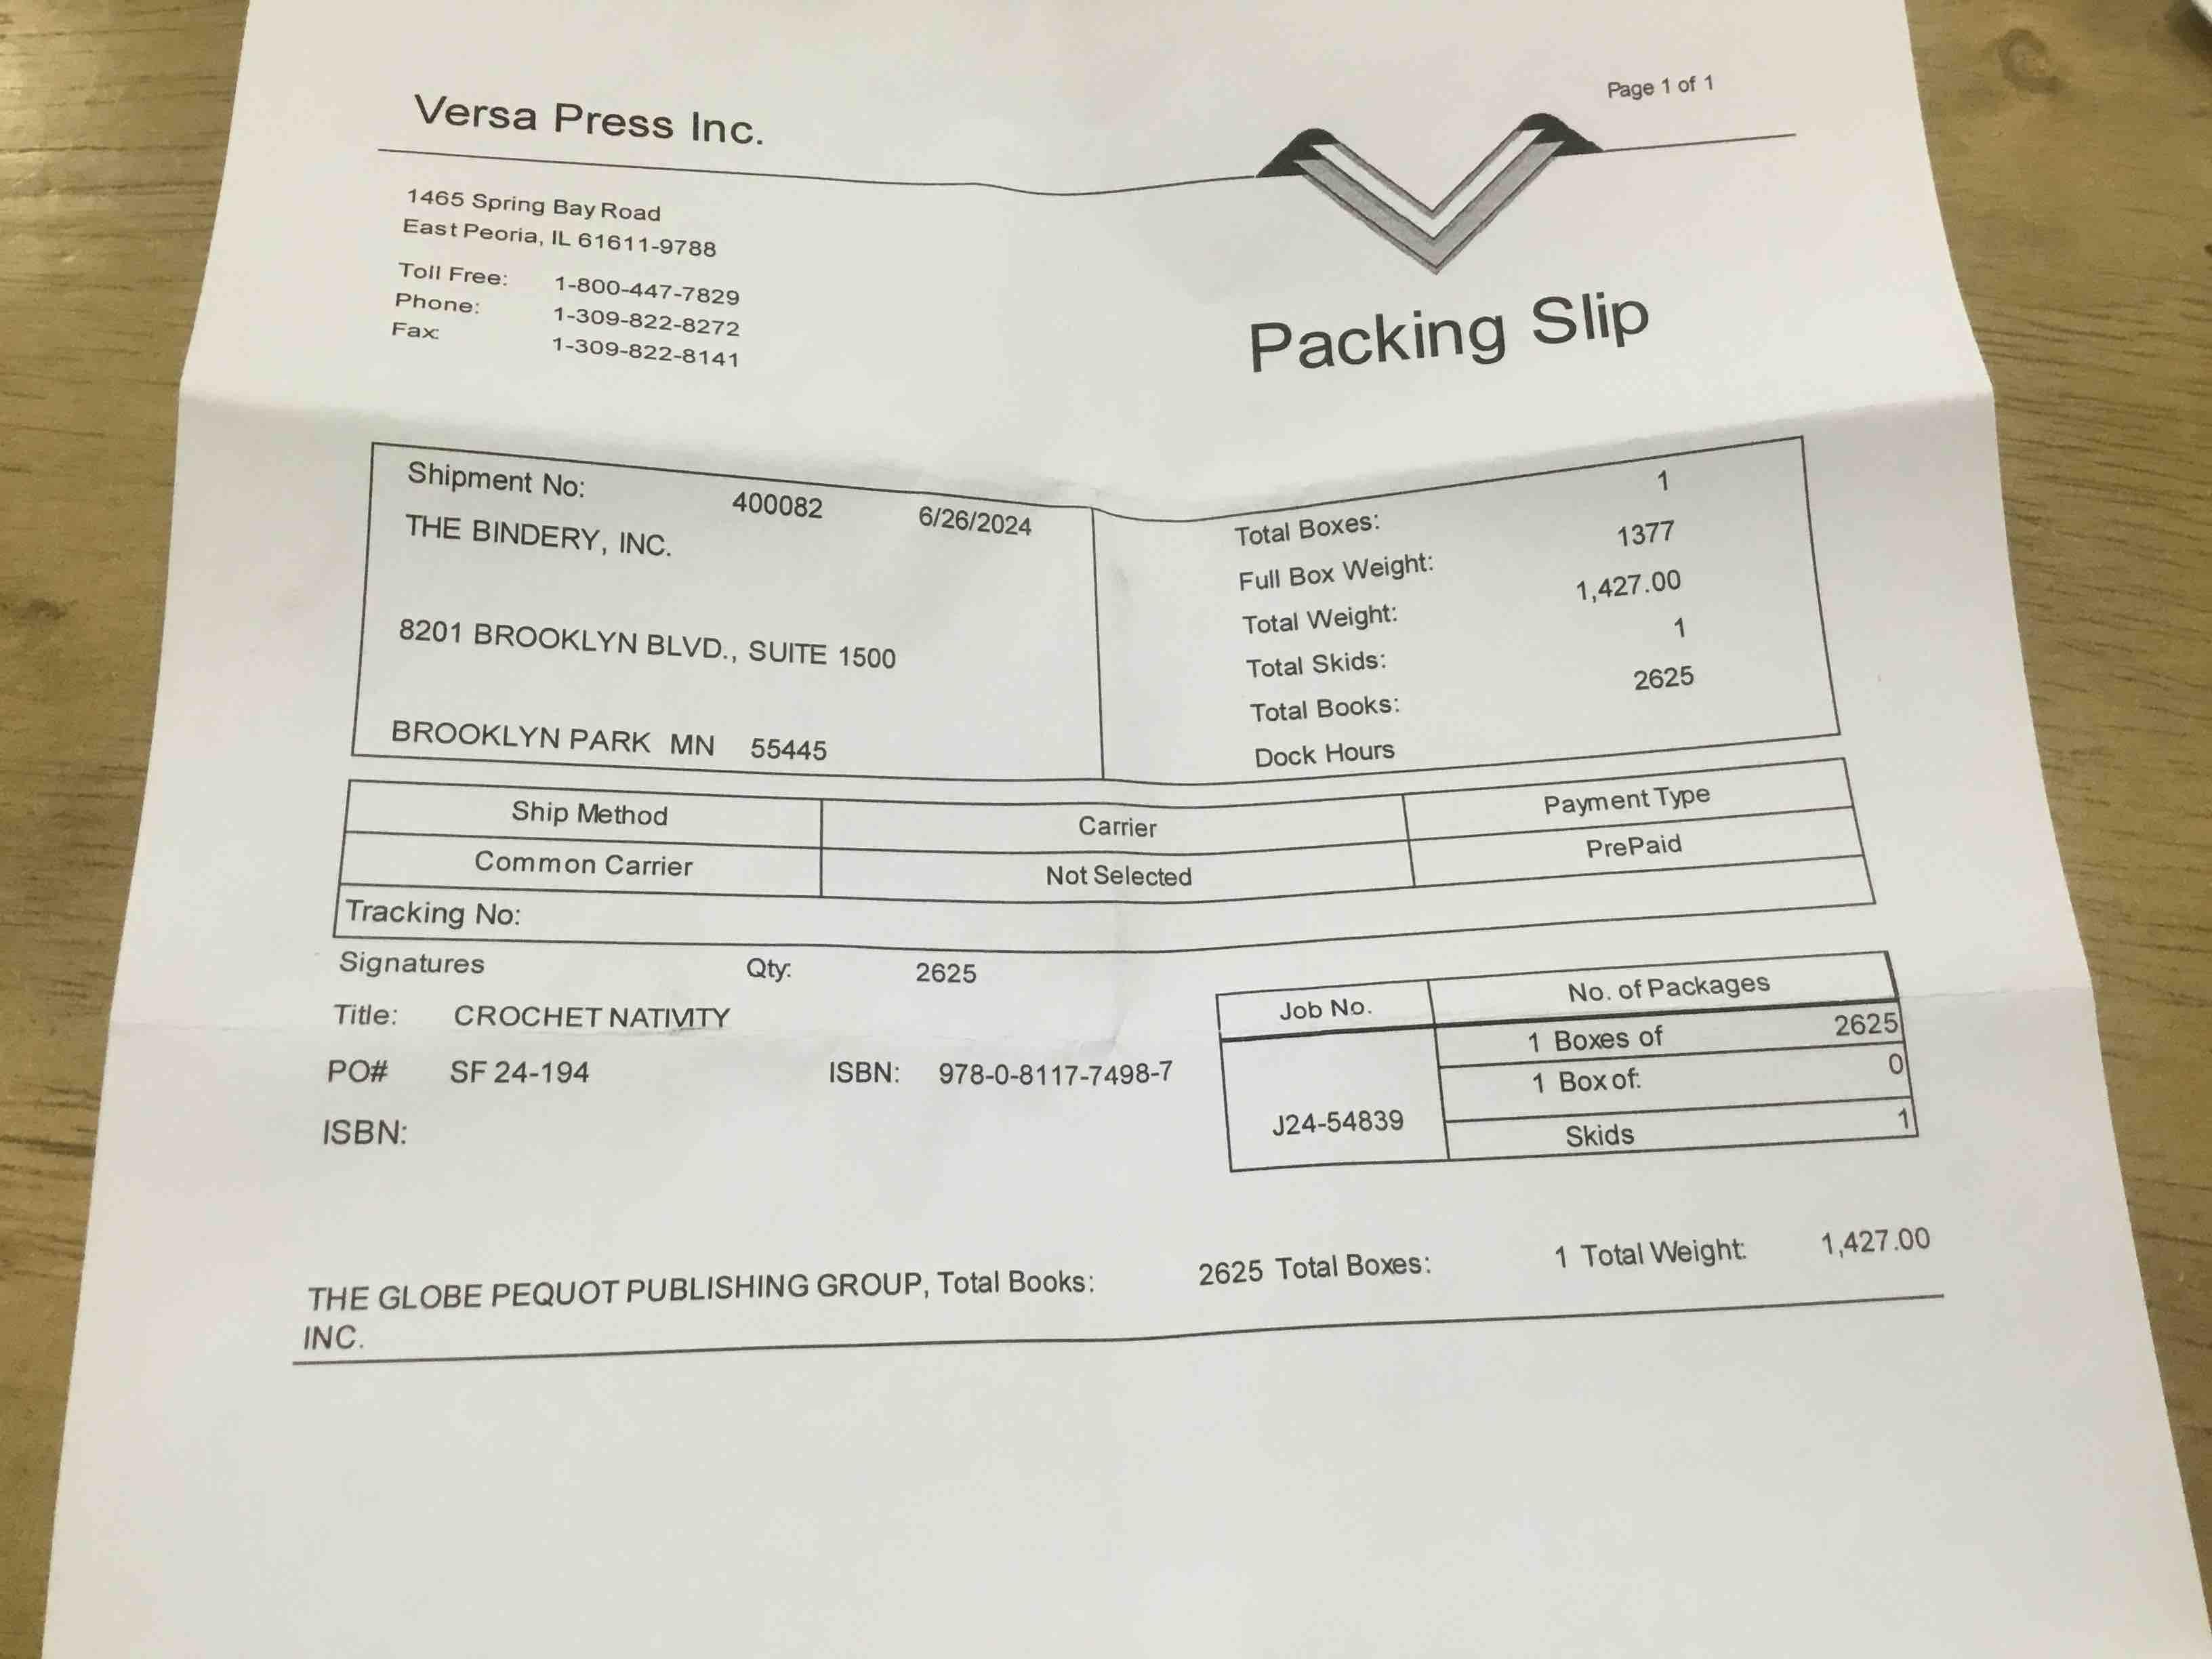 Page 1 of 1
Versa Press Inc.
1465 Spring Bay Road
East Peoria, IL 61611-9788
Toll Free: 1-800-447-7829
Phone: 1-309-822-8272
Fax: 1-309-822-8141
Packing Slip
Shipment No: 400082 6/26/2024
THE BINDERY, INC.
8201 BROOKLYN BLVD., SUITE 1500
BROOKLYN PARK MN 55445
Total Boxes: 1
Full Box Weight: 1377
Total Weight: 1,427.00
Total Skids: 1
Total Books: 2625
Dock Hours
Ship Method Carrier Payment Type
Common Carrier Not Selected PrePaid
Tracking No:
Signatures Qty: 2625
Title: CROCHET NATIVITY
PO# SF 24-194 ISBN: 978-0-8117-7498-7
ISBN:
Job No. No. of Packages
1 Boxes of 2625
1 Box of: 0
J24-54839
Skids 1
THE GLOBE PEQUOT PUBLISHING GROUP, Total Books: 2625 Total Boxes: 1 Total Weight: 1,427.00
INC.